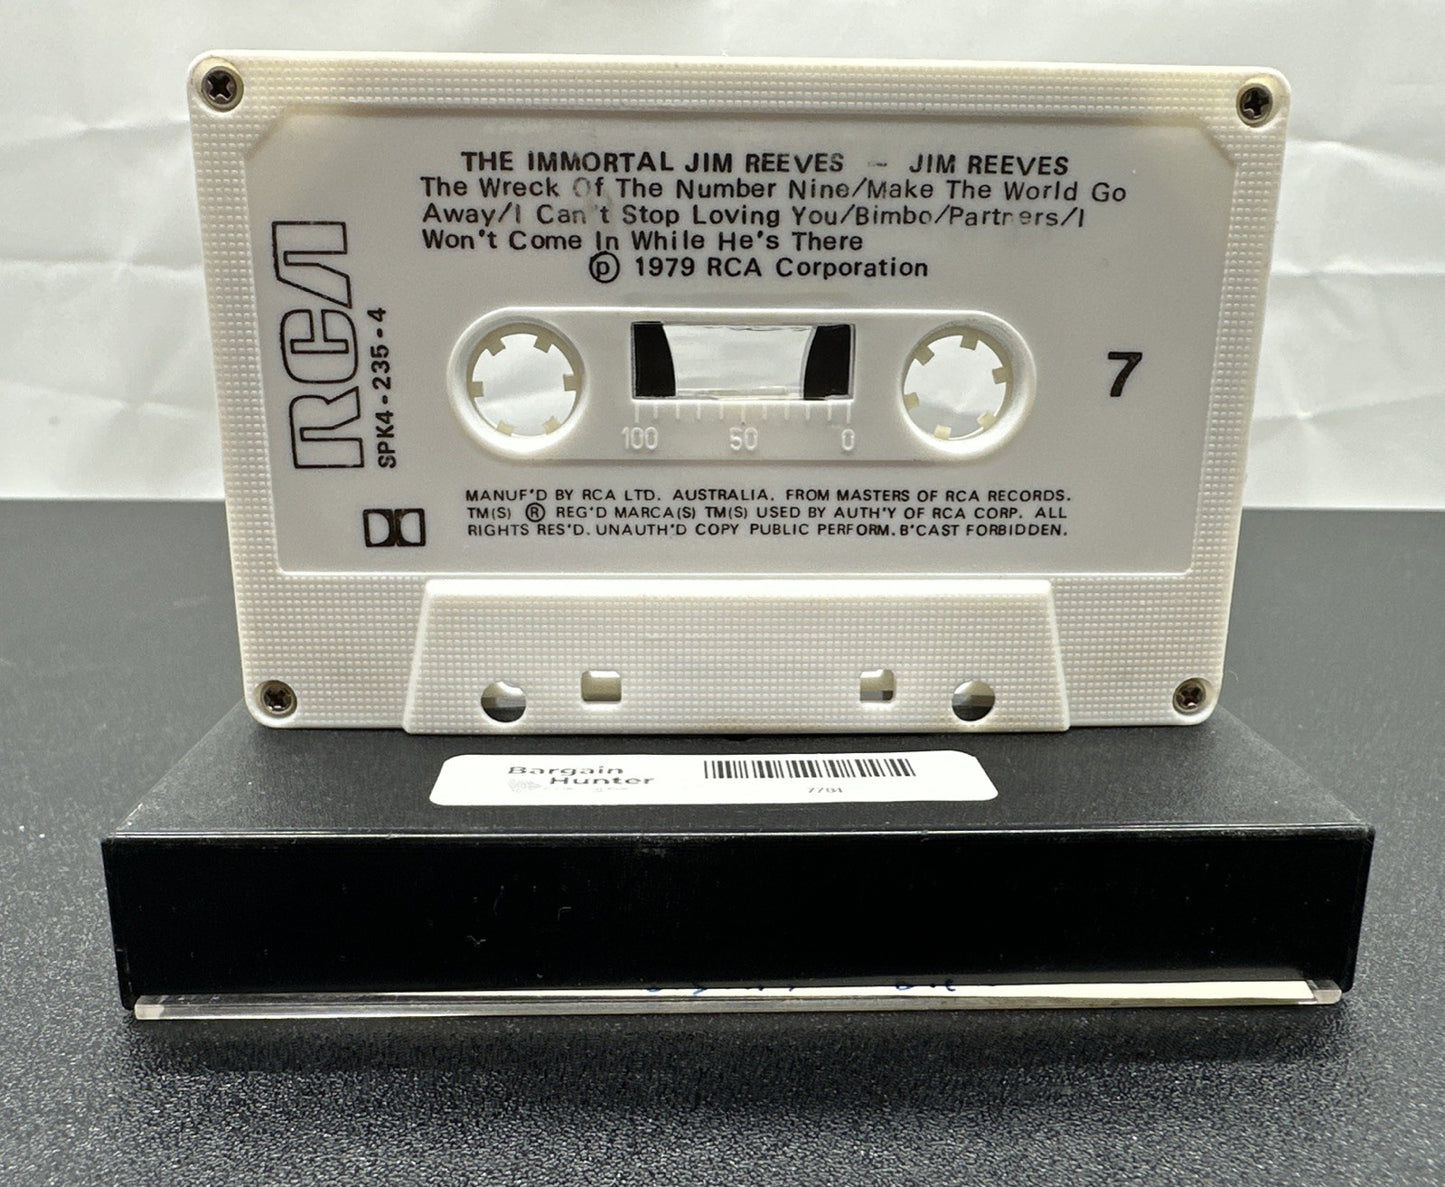 THE IMMORTAL JIM REEVES - JIM REEVES
The Wreck Of The Number Nine/Make The World Go
Away/I Can't Stop Loving You/Bimbo/Partners/I
Won't Come In While He's There
℗ 1979 RCA Corporation
RCA
SPK4-235-4
7
100 50 0
MANUF'D BY RCA LTD. AUSTRALIA. FROM MASTERS OF RCA RECORDS.
TM(S) ® REG'D MARCA(S) TM(S) USED BY AUTH'Y OF RCA CORP. ALL
RIGHTS RES'D. UNAUTH'D COPY PUBLIC PERFORM. B'CAST FORBIDDEN.
Bargain
Hunter